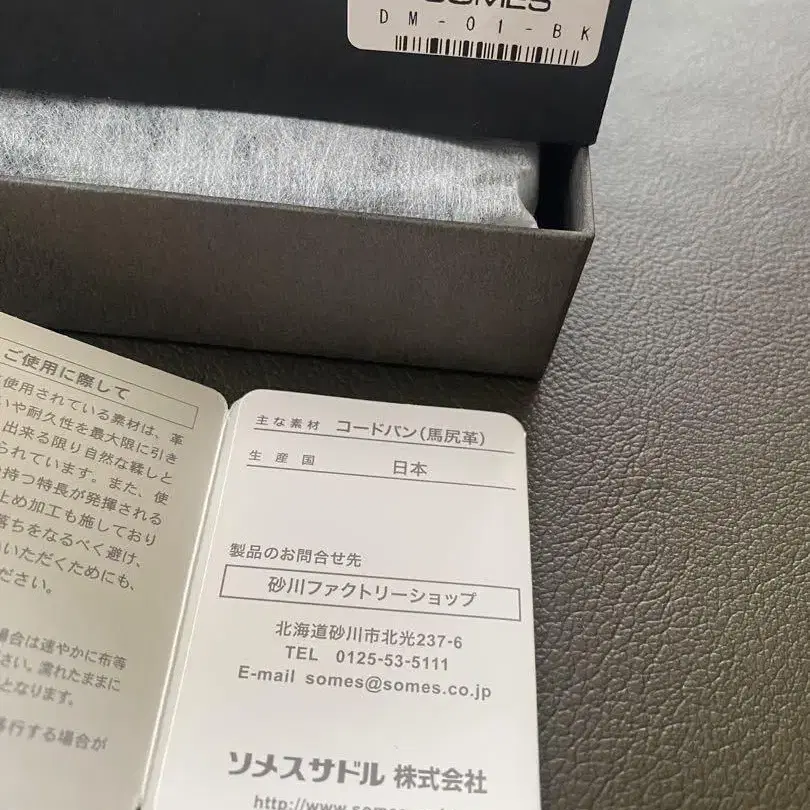 SOMES
DM-01-BK
ご使用に際して
使用されている素材は、革
いや耐久性を最大限に引き
出来る限り自然な鞣しと
られています。また、使
持つ特長が発揮される
止め加工も施しており
落ちをなるべく避け、
いいただくためにも、
ださい。
場合は速やかに布等
さい。濡れたままに
となります。
移行する場合が
主な素材 コードバン(馬尻革)
生産国 日本
製品のお問合せ先
砂川ファクトリーショップ
北海道砂川市北光237-6
TEL 0125-53-5111
E-mail somes@somes.co.jp
ソメスサドル 株式会社
http://www.somes